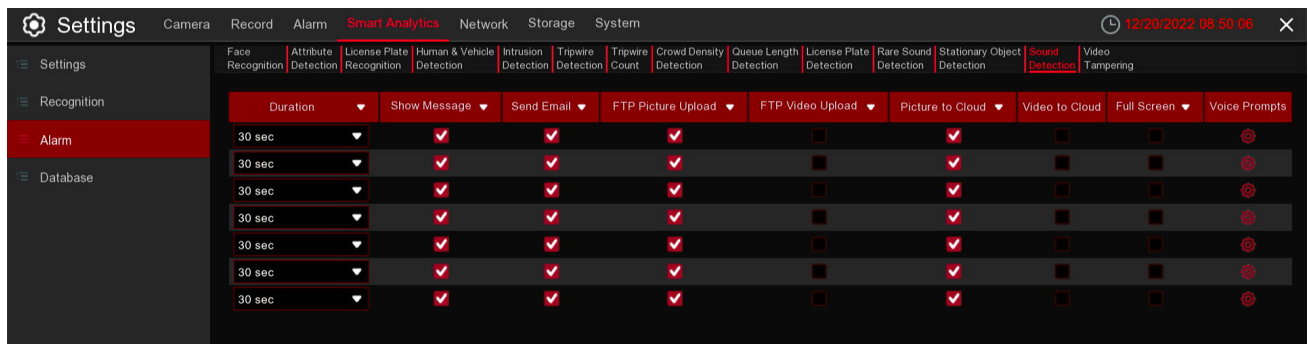 Settings Camera Record Alarm Smart Analytics Network Storage System 12/20/2022 08:50:06
Settings
Recognition
Alarm
Database
Face Recognition
Attribute Detection
License Plate Recognition
Human & Vehicle Detection
Intrusion Detection
Tripwire Detection
Tripwire Count
Crowd Density Detection
Queue Length Detection
License Plate Detection
Rare Sound Detection
Stationary Object Detection
Sound Detection
Video Tampering
Duration Show Message Send Email FTP Picture Upload FTP Video Upload Picture to Cloud Video to Cloud Full Screen Voice Prompts
30 sec
30 sec
30 sec
30 sec
30 sec
30 sec
30 sec